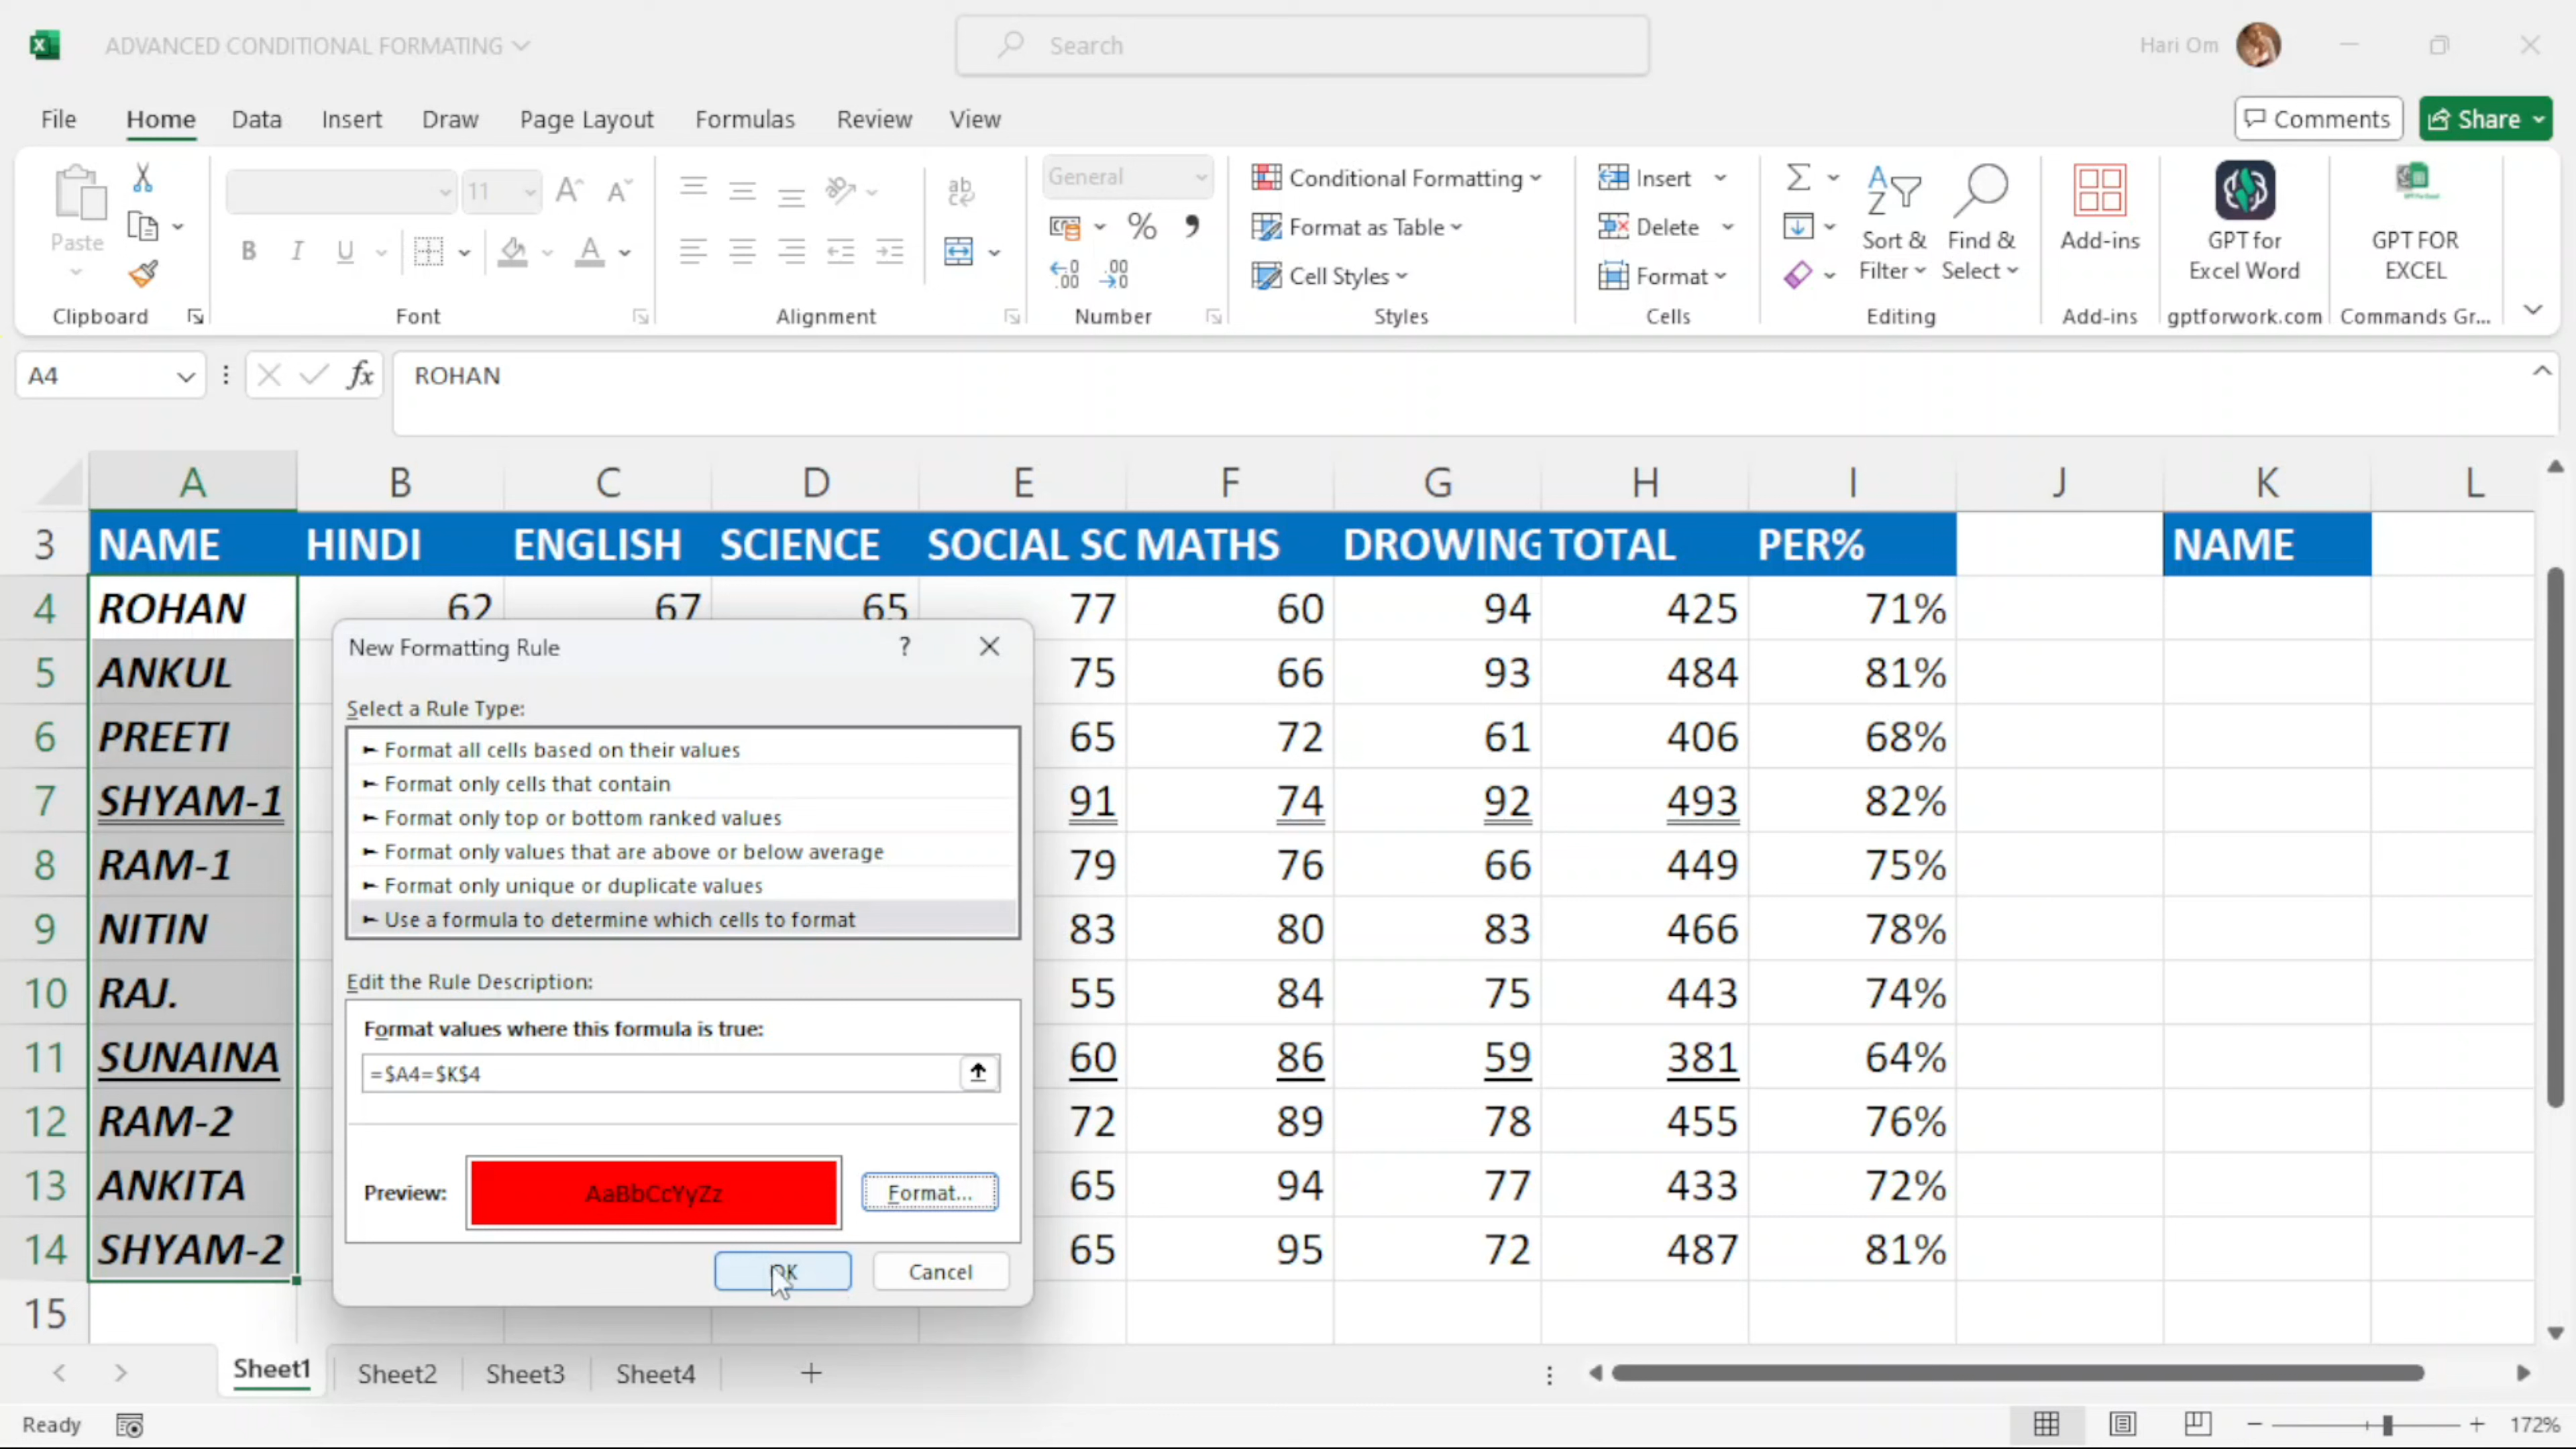 ADVANCED CONDITIONAL FORMATING
Search
Hari Om
File Home Data Insert Draw Page Layout Formulas Review View
Comments
Share
Paste
Clipboard
11
B I U
Font
ab
Alignment
General
% ,
.00
.00
Number
Conditional Formatting
Format as Table
Cell Styles
Styles
Insert
Delete
Format
Cells
Sort & Filter
Find & Select
Editing
Add-ins
Add-ins
GPT for Excel Word
gptforwork.com
GPT FOR EXCEL
Commands Gr...
A4
fx
ROHAN
A B C D E F G H I J K L
3 NAME HINDI ENGLISH SCIENCE SOCIAL SC MATHS DROWING TOTAL PER% NAME
4 ROHAN 62 67 65 77 60 94 425 71%
5 ANKUL 75 66 93 484 81%
6 PREETI 65 72 61 406 68%
7 SHYAM-1 91 74 92 493 82%
8 RAM-1 79 76 66 449 75%
9 NITIN 83 80 83 466 78%
10 RAJ. 55 84 75 443 74%
11 SUNAINA 60 86 59 381 64%
12 RAM-2 72 89 78 455 76%
13 ANKITA 65 94 77 433 72%
14 SHYAM-2 65 95 72 487 81%
15
New Formatting Rule ?
Select a Rule Type:
Format all cells based on their values
Format only cells that contain
Format only top or bottom ranked values
Format only values that are above or below average
Format only unique or duplicate values
Use a formula to determine which cells to format
Edit the Rule Description:
Format values where this formula is true:
=$A4=$K$4
Preview:
AaBbCcYyZz
Format...
OK
Cancel
Sheet1 Sheet2 Sheet3 Sheet4
Ready
172%